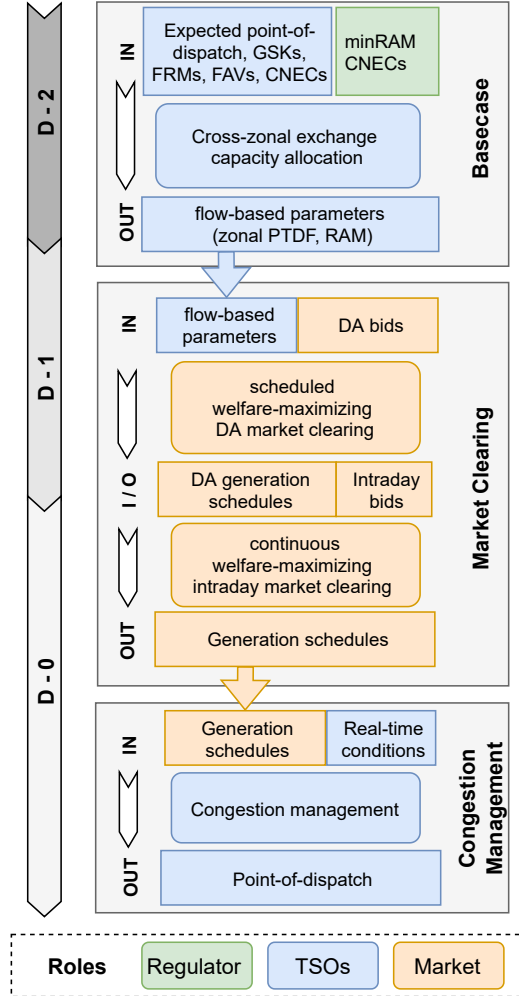 D - 2
IN
Expected point-of-
dispatch, GSKs,
FRMs, FAVs, CNECs
minRAM
CNECs
Cross-zonal exchange
capacity allocation
OUT
flow-based parameters
(zonal PTDF, RAM)
Basecase
D - 1
IN
flow-based
parameters
DA bids
scheduled
welfare-maximizing
DA market clearing
I / O
DA generation
schedules
Intraday
bids
continuous
welfare-maximizing
intraday market clearing
OUT
Generation schedules
Market Clearing
D - 0
IN
Generation
schedules
Real-time
conditions
Congestion management
OUT
Point-of-dispatch
Congestion
Management
Roles
Regulator
TSOs
Market